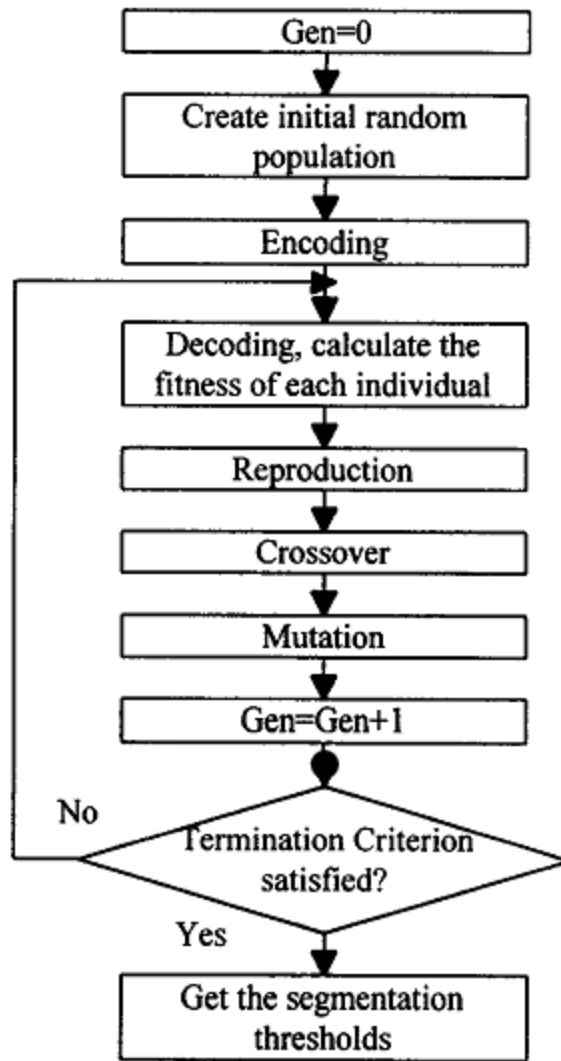 Gen=0
Create initial random
population
Encoding
Decoding, calculate the
fitness of each individual
Reproduction
Crossover
Mutation
Gen=Gen+1
No
Termination Criterion
satisfied?
Yes
Get the segmentation
thresholds